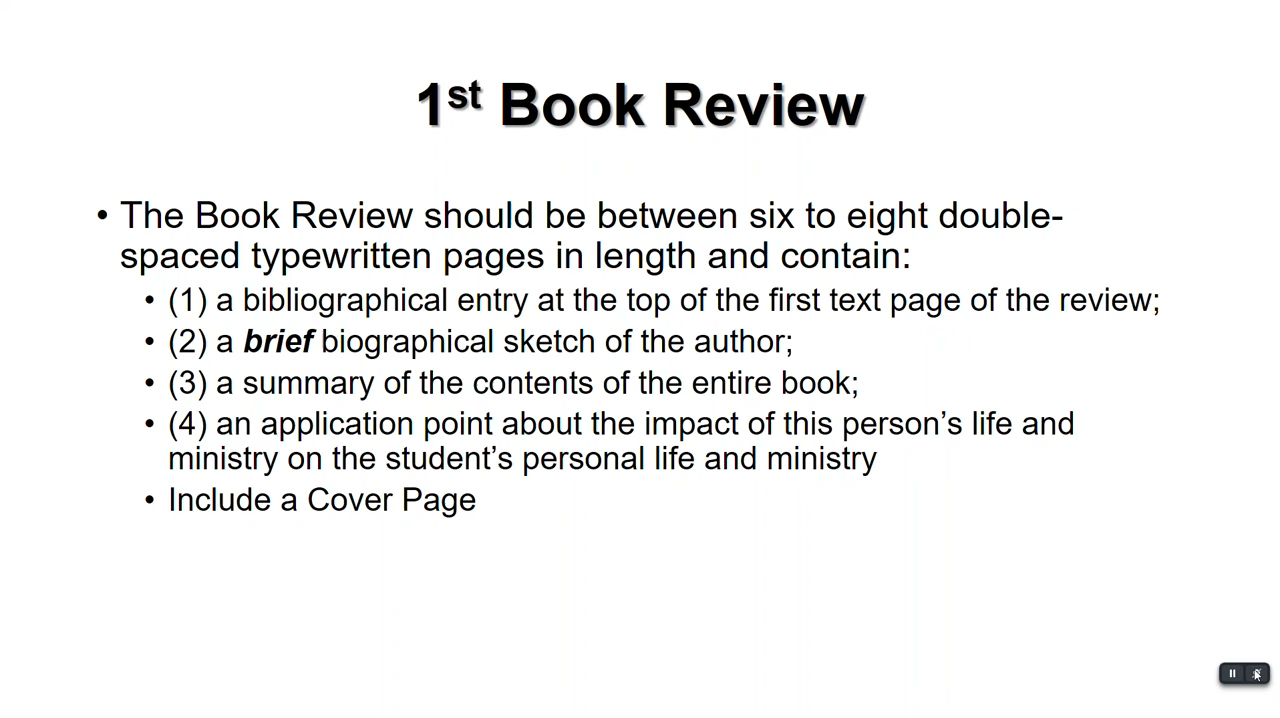 1st Book Review
• The Book Review should be between six to eight double-
spaced typewritten pages in length and contain:
• (1) a bibliographical entry at the top of the first text page of the review;
• (2) a brief biographical sketch of the author;
• (3) a summary of the contents of the entire book;
• (4) an application point about the impact of this person’s life and
ministry on the student’s personal life and ministry
• Include a Cover Page